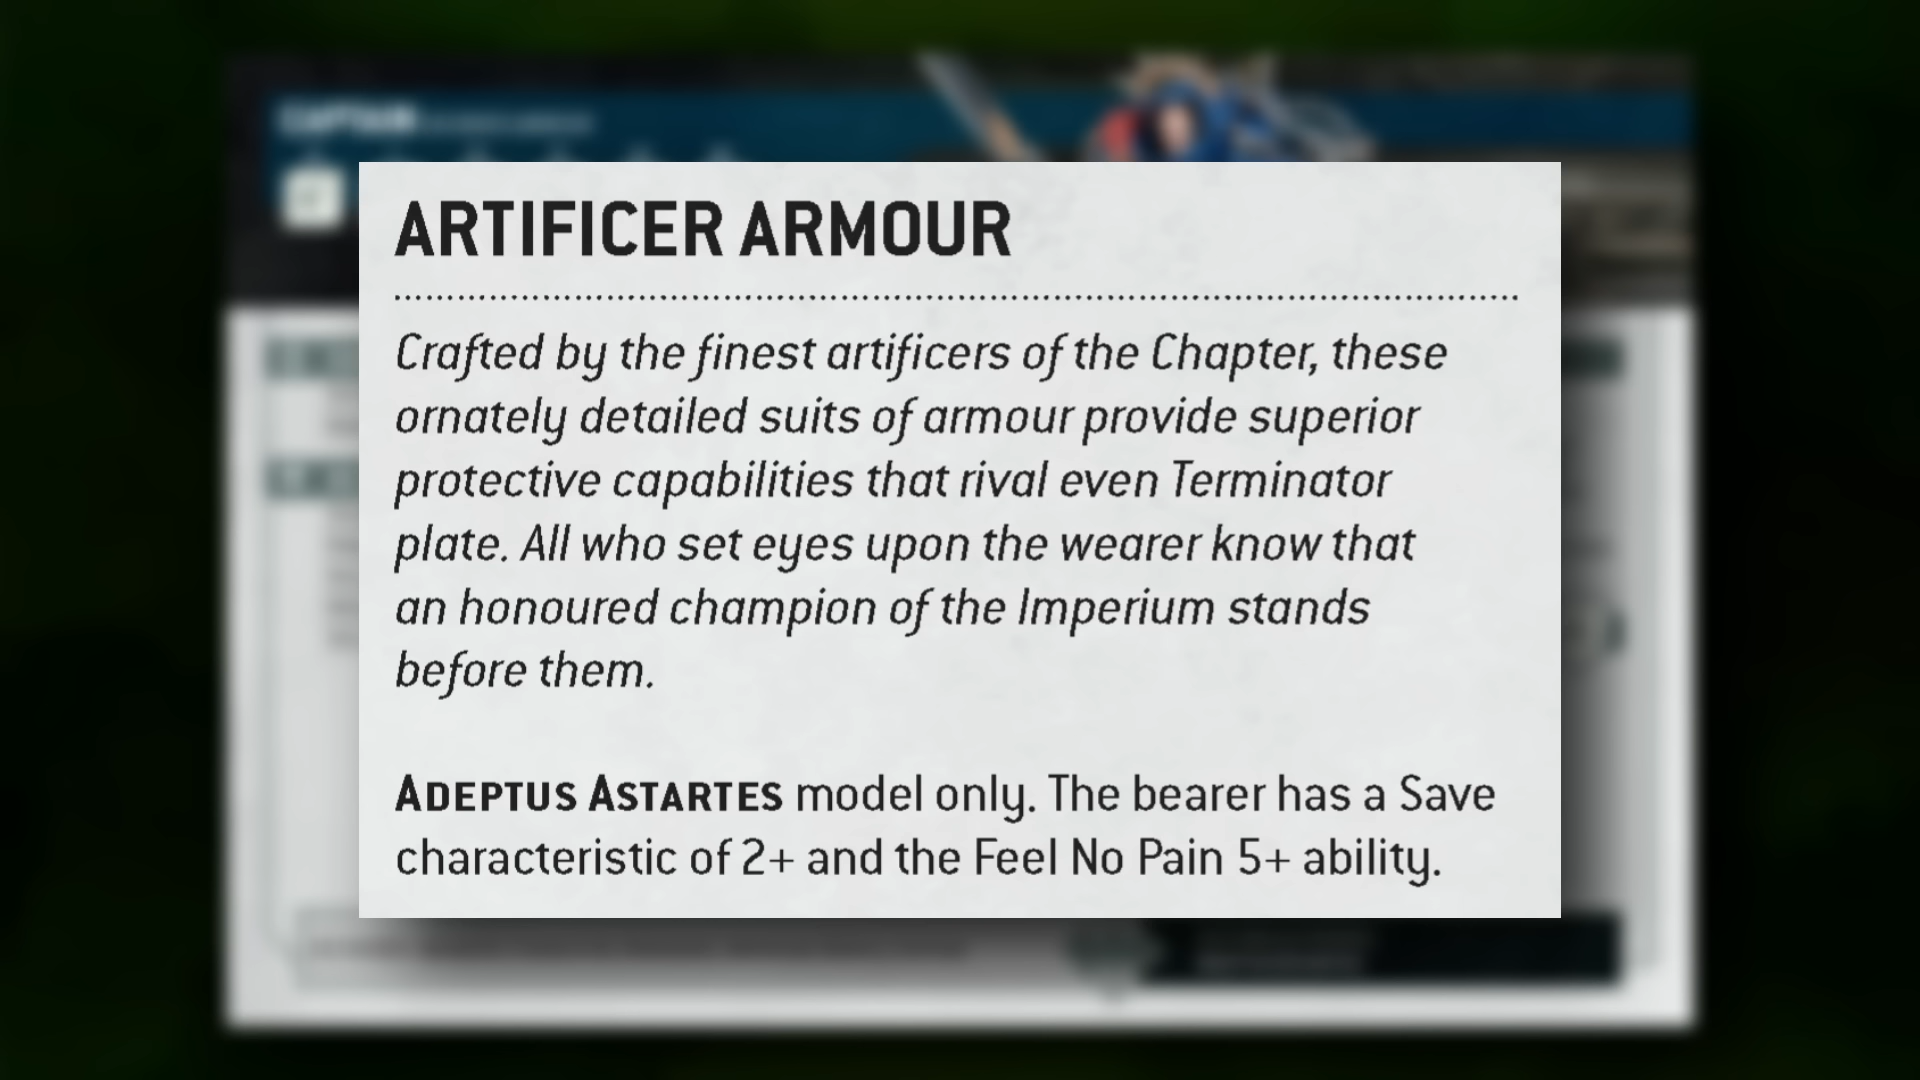 CAPTAIN
ARTIFICER ARMOUR
Crafted by the finest artificers of the Chapter, these
ornately detailed suits of armour provide superior
protective capabilities that rival even Terminator
plate. All who set eyes upon the wearer know that
an honoured champion of the Imperium stands
before them.
ADEPTUS ASTARTES model only. The bearer has a Save
characteristic of 2+ and the Feel No Pain 5+ ability.